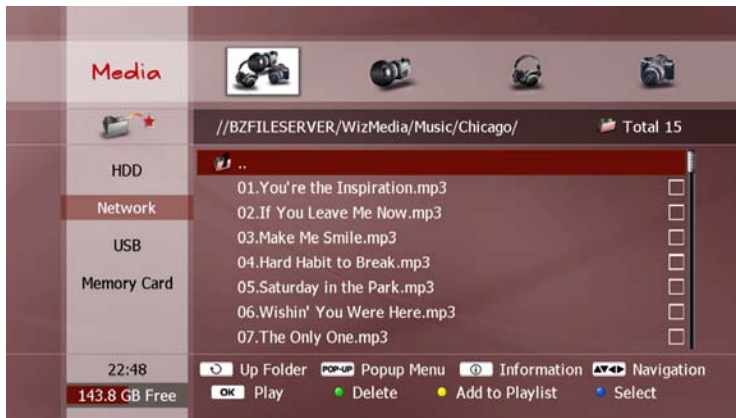 Media
//BZFILESERVER/WizMedia/Music/Chicago/ Total 15
HDD
Network
USB
Memory Card
..
01.You're the Inspiration.mp3
02.If You Leave Me Now.mp3
03.Make Me Smile.mp3
04.Hard Habit to Break.mp3
05.Saturday in the Park.mp3
06.Wishin' You Were Here.mp3
07.The Only One.mp3
22:48
143.8 GB Free
Up Folder POP-UP Popup Menu Information Navigation
OK Play Delete Add to Playlist Select